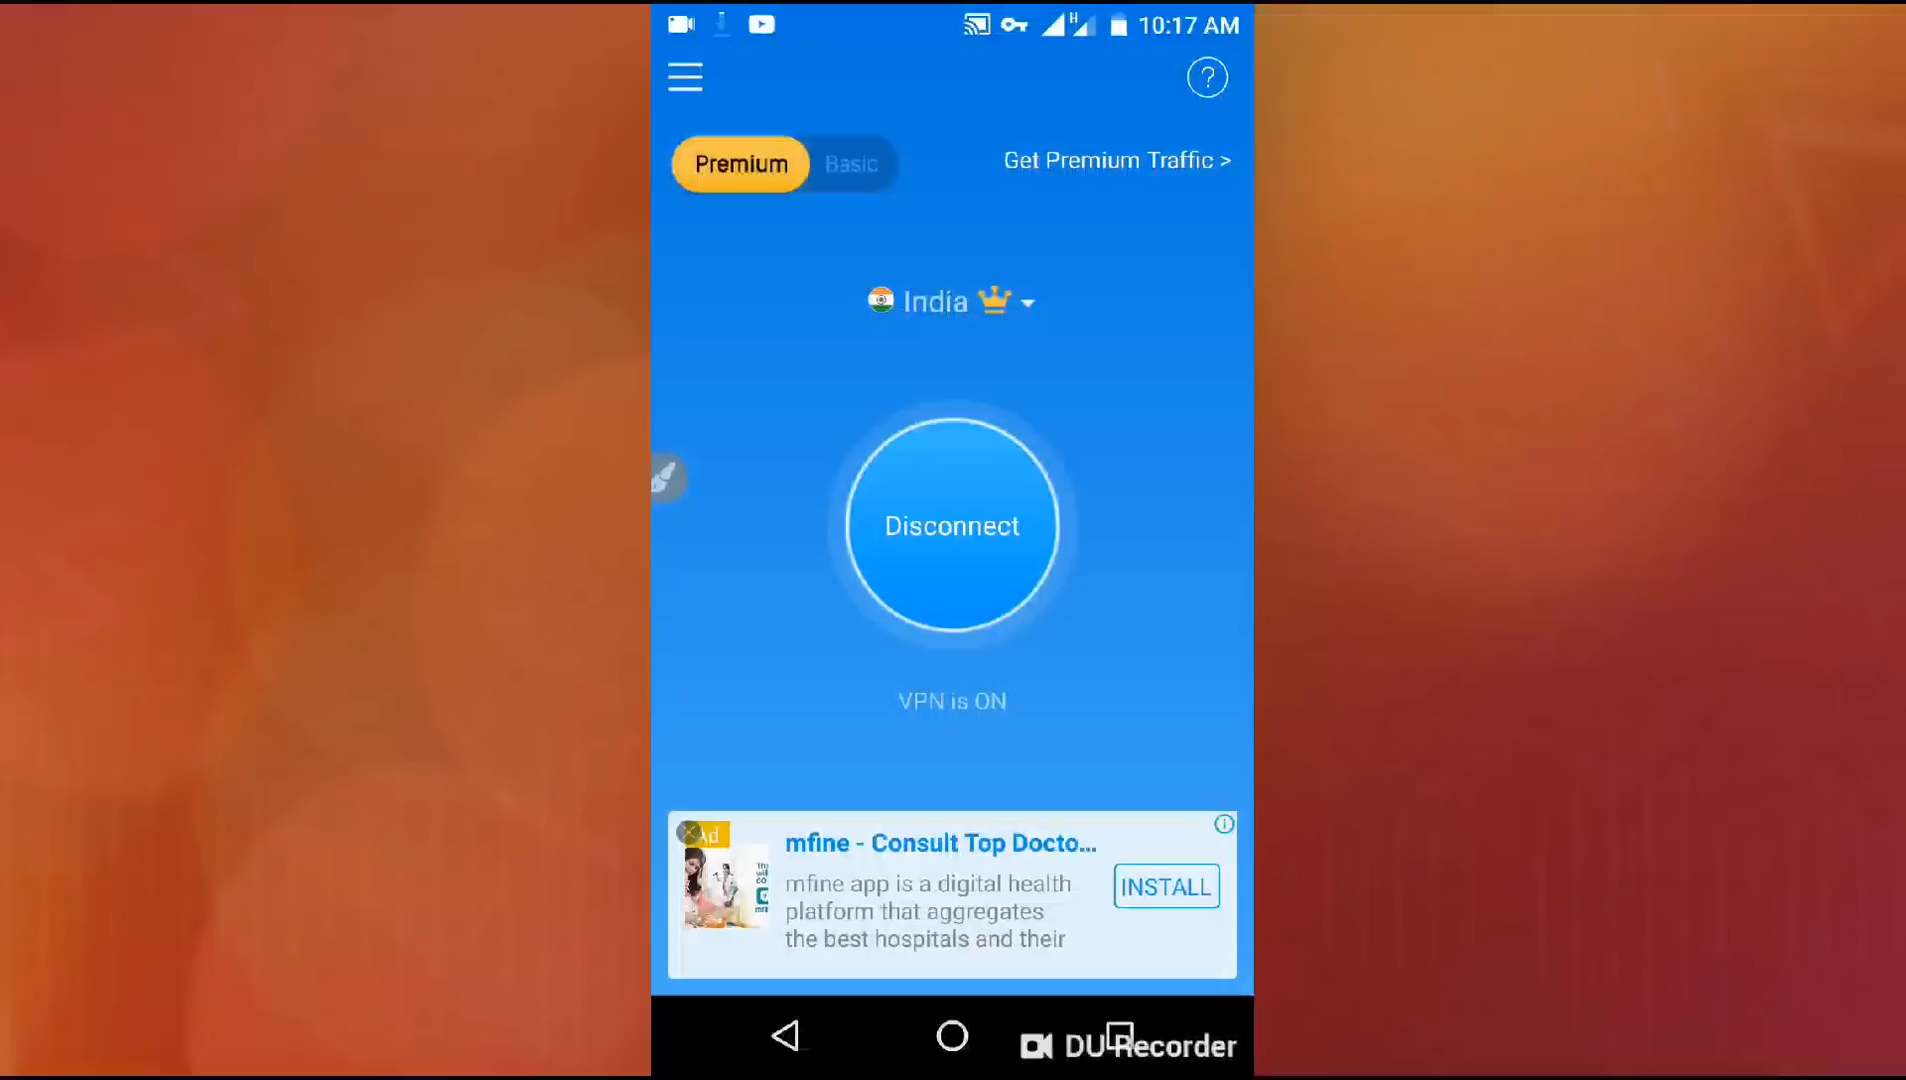 H
10:17 AM
?
Premium
Basic
Get Premium Traffic >
India
Disconnect
VPN is ON
Ad
mfine - Consult Top Docto...
mfine app is a digital health
platform that aggregates
the best hospitals and their
INSTALL
DU Recorder